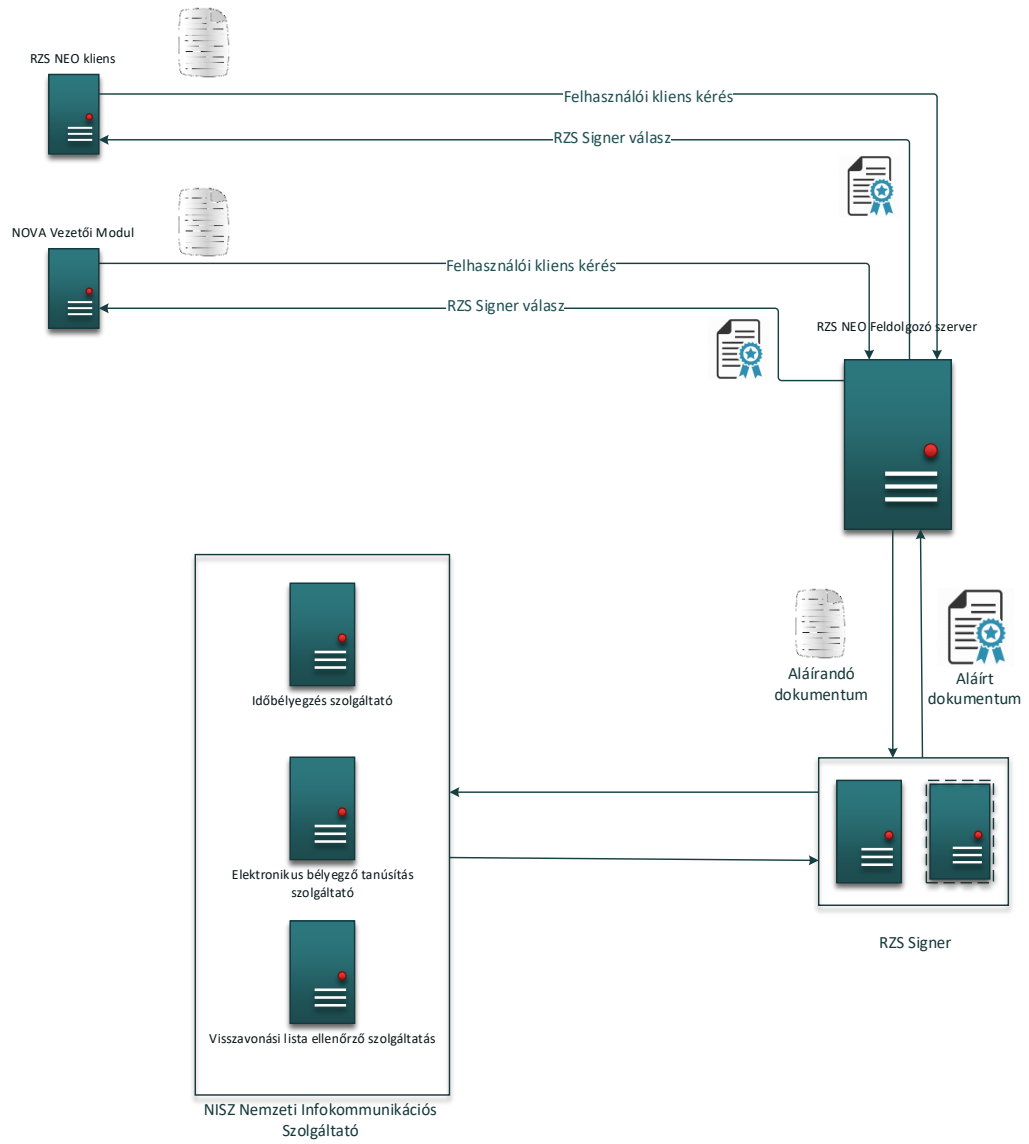 RZS NEO kliens
Felhasználói kliens kérés
RZS Signer válasz
NOVA Vezetői Modul
Felhasználói kliens kérés
RZS Signer válasz
RZS NEO Feldolgozó szerver
Aláírandó
dokumentum
Aláírt
dokumentum
Időbélyegzés szolgáltató
Elektronikus bélyegző tanúsítás
szolgáltató
Visszavonási lista ellenőrző szolgáltatás
RZS Signer
NISZ Nemzeti Infokommunikációs
Szolgáltató